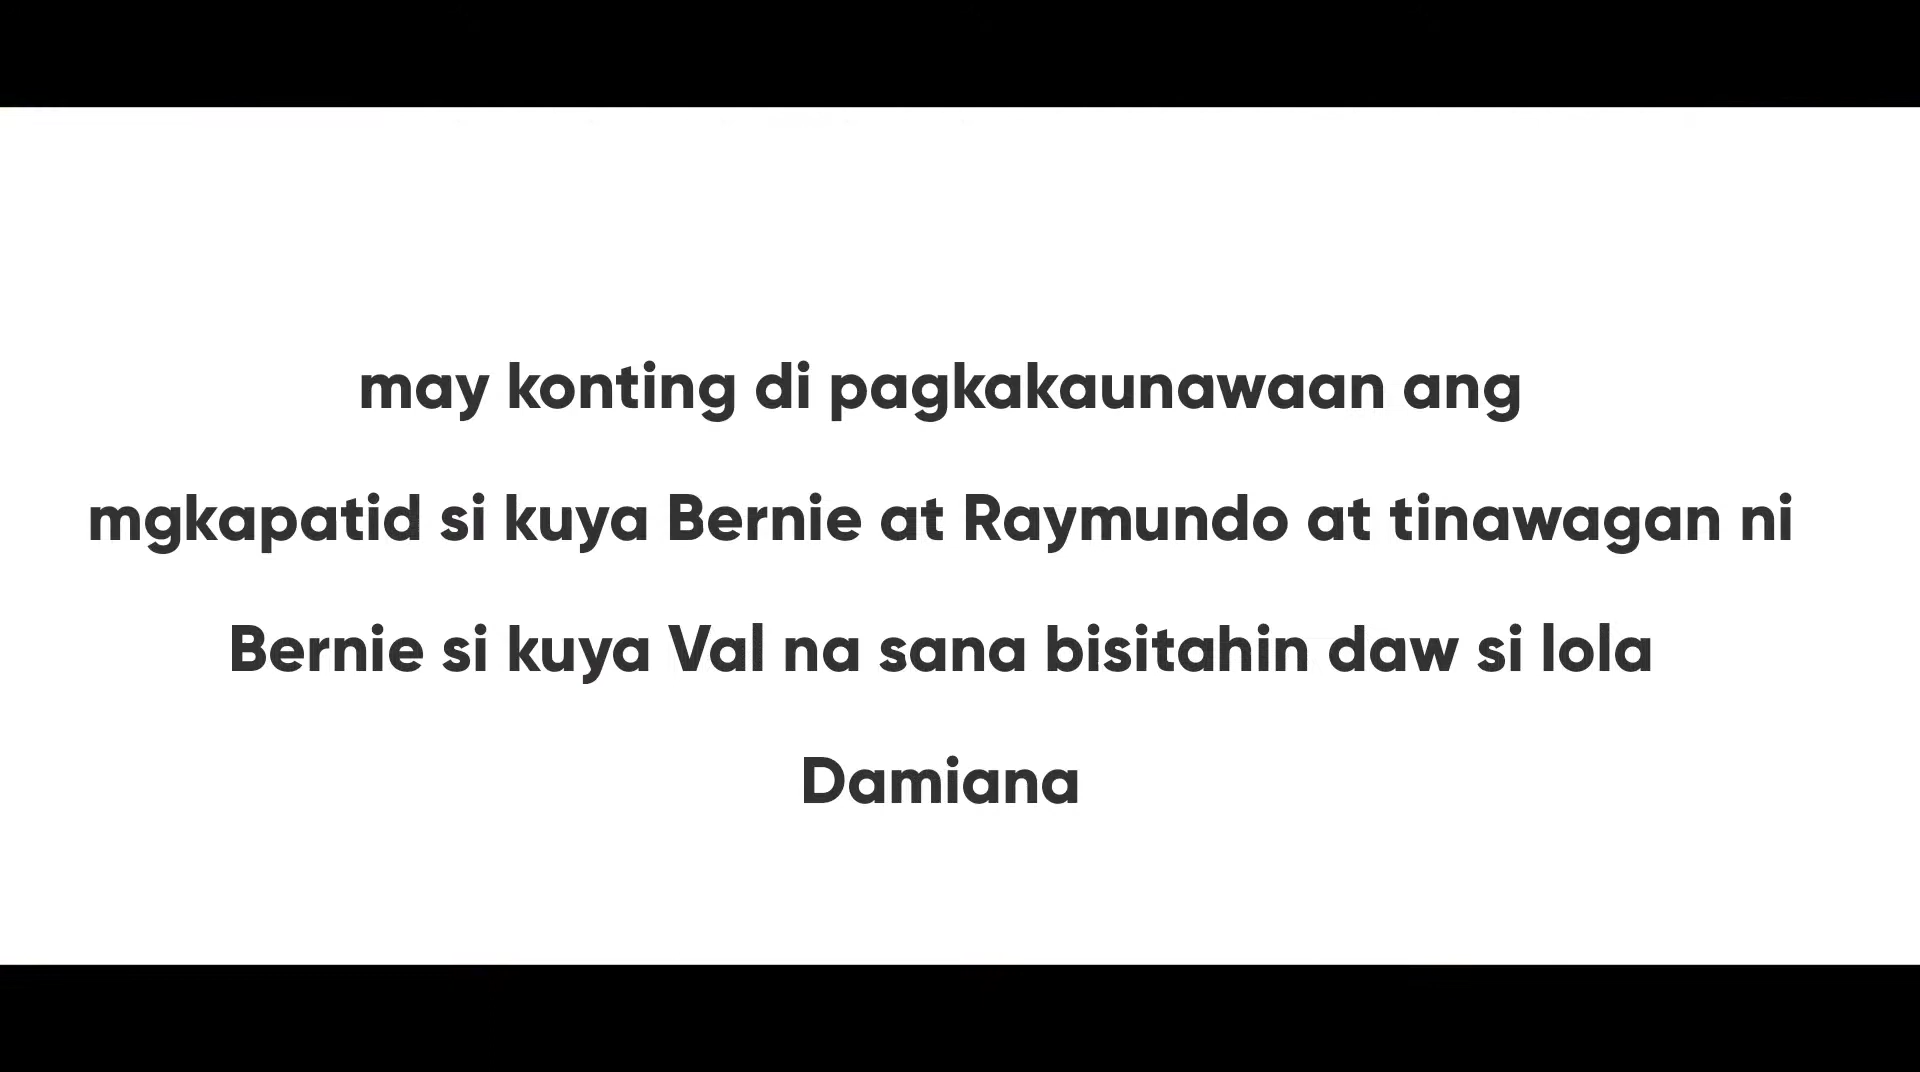 may konting di pagkakaunawaan ang
mgkapatid si kuya Bernie at Raymundo at tinawagan ni
Bernie si kuya Val na sana bisitahin daw si lola
Damiana